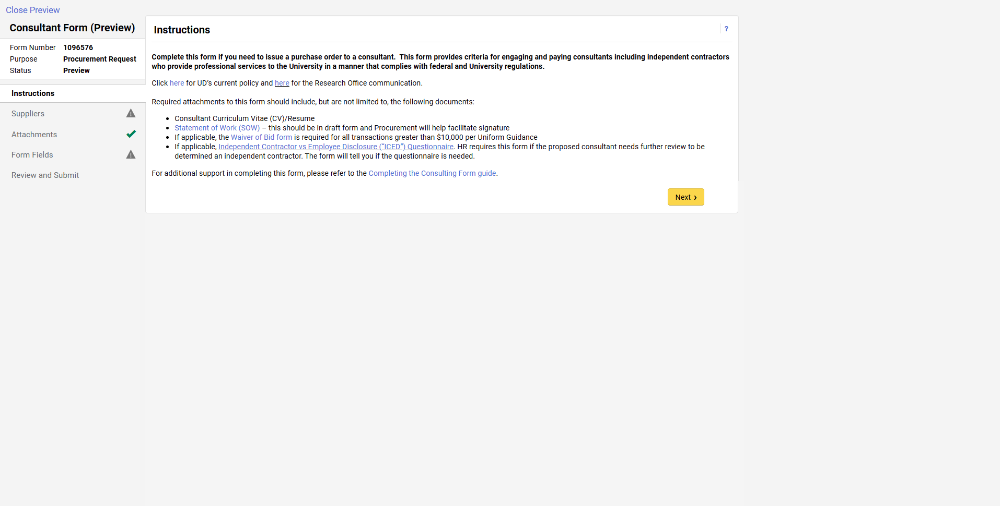 Close Preview
Consultant Form (Preview)
Form Number 1096576
Purpose Procurement Request
Status Preview
Instructions
Suppliers
Attachments
Form Fields
Review and Submit
Instructions
?
Complete this form if you need to issue a purchase order to a consultant.  This form provides criteria for engaging and paying consultants including independent contractors
who provide professional services to the University in a manner that complies with federal and University regulations.
Click here for UD’s current policy and here for the Research Office communication.
Required attachments to this form should include, but are not limited to, the following documents:
• Consultant Curriculum Vitae (CV)/Resume
• Statement of Work (SOW) – this should be in draft form and Procurement will help facilitate signature
• If applicable, the Waiver of Bid form is required for all transactions greater than $10,000 per Uniform Guidance
• If applicable, Independent Contractor vs Employee Disclosure (“ICED”) Questionnaire. HR requires this form if the proposed consultant needs further review to be
determined an independent contractor. The form will tell you if the questionnaire is needed.
For additional support in completing this form, please refer to the Completing the Consulting Form guide.
Next ›